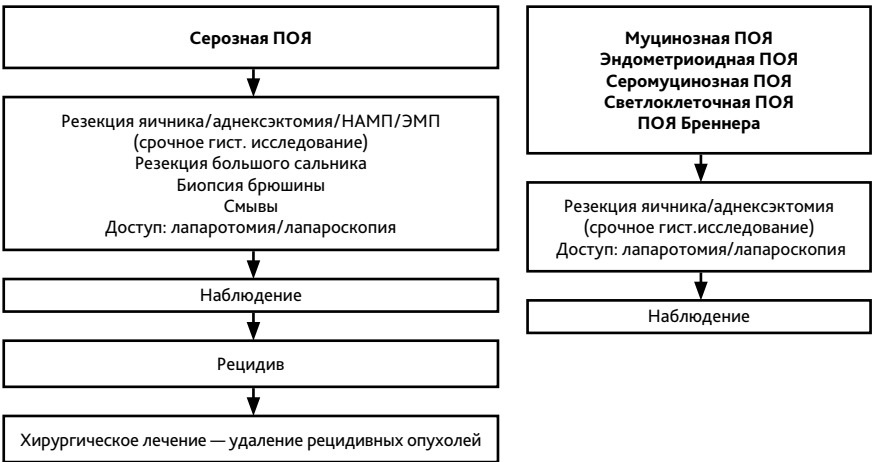 Серозная ПОЯ
Резекция яичника/аднексэктомия/НАМП/ЭМП
(срочное гист. исследование)
Резекция большого сальника
Биопсия брюшины
Смывы
Доступ: лапаротомия/лапароскопия
Наблюдение
Рецидив
Хирургическое лечение — удаление рецидивных опухолей
Муцинозная ПОЯ
Эндометриоидная ПОЯ
Серомуцинозная ПОЯ
Светлоклеточная ПОЯ
ПОЯ Бреннера
Резекция яичника/аднексэктомия
(срочное гист.исследование)
Доступ: лапаротомия/лапароскопия
Наблюдение